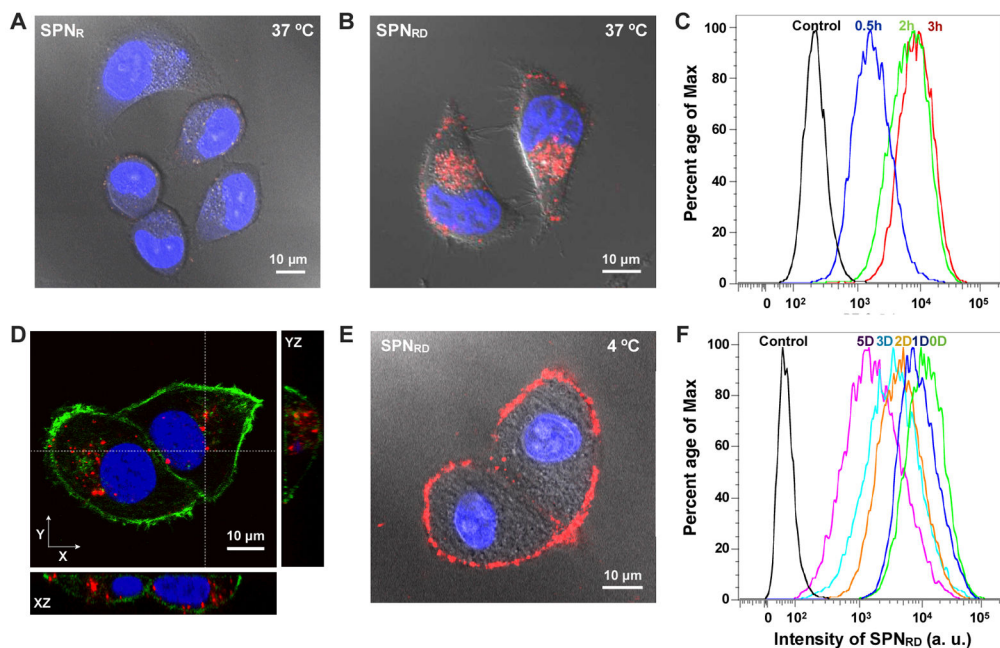 A
SPNR
37 ºC
10 µm
B
SPNRD
37 ºC
10 µm
C
Control
0.5h
2h
3h
Percent age of Max
100
80
60
40
20
0
0
10²
10³
10⁴
10⁵
D
YZ
Y
X
10 µm
XZ
E
SPNRD
4 ºC
10 µm
F
Control
5D
3D
2D
1D
0D
Percent age of Max
100
80
60
40
20
0
0
10²
10³
10⁴
10⁵
Intensity of SPNRD (a. u.)